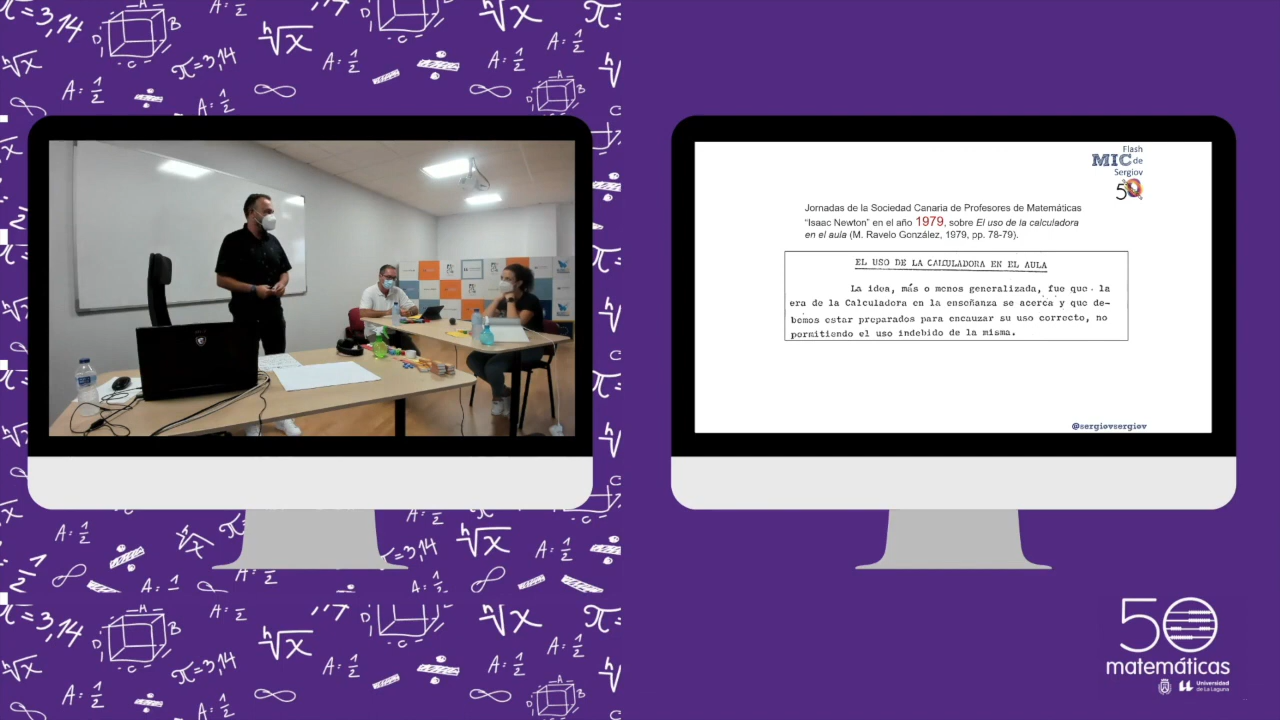 Flash
MIC de
Sergiov
50
Jornadas de la Sociedad Canaria de Profesores de Matemáticas
“Isaac Newton” en el año 1979, sobre El uso de la calculadora
en el aula (M. Ravelo González, 1979, pp. 78-79).
EL USO DE LA CALCULADORA EN EL AULA
La idea, más o menos generalizada, fue que la
era de la Calculadora en la enseñanza se acerca y que de-
bemos estar preparados para encauzar su uso correcto, no
permitiendo el uso indebido de la misma.
@sergiovsergiov
50
matemáticas
Universidad
de La Laguna